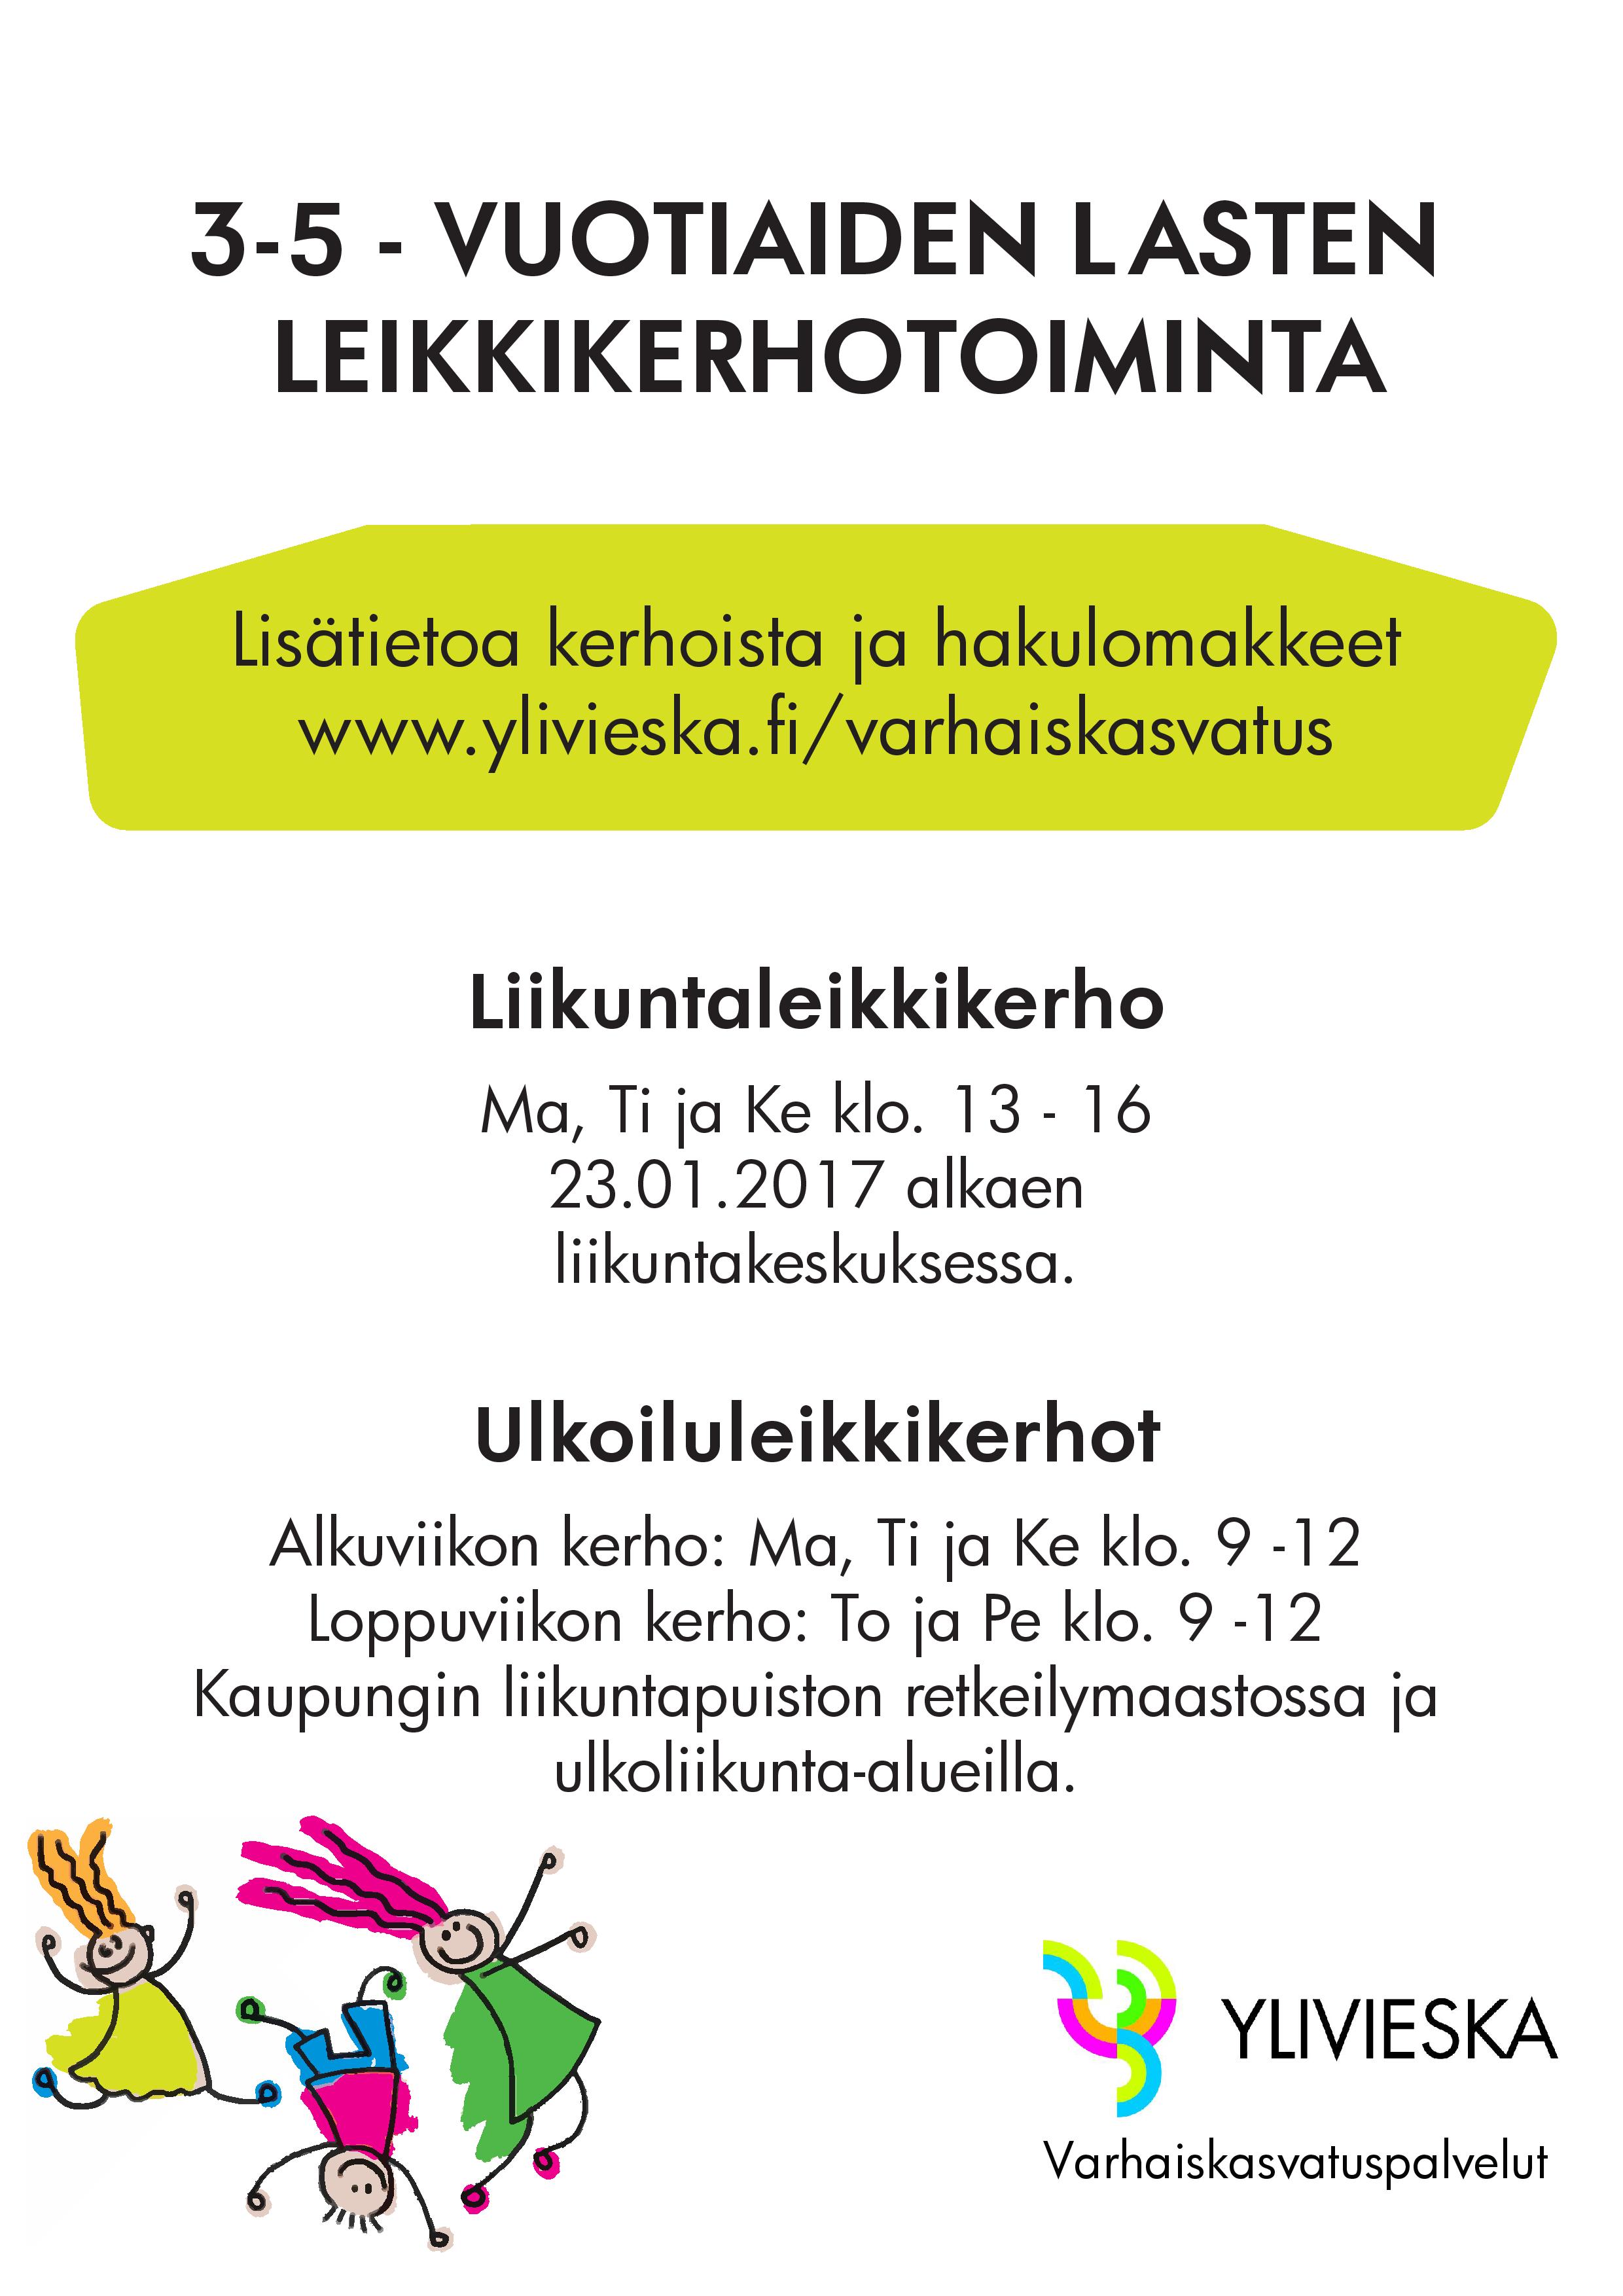 3-5 - VUOTIAIDEN LASTEN
LEIKKIKERHOTOIMINTA
Lisätietoa kerhoista ja hakulomakkeet
www.ylivieska.fi/varhaiskasvatus
Liikuntaleikkikerho
Ma, Ti ja Ke klo. 13 - 16
23.01.2017 alkaen
liikuntakeskuksessa.
Ulkoiluleikkikerhot
Alkuviikon kerho: Ma, Ti ja Ke klo. 9 -12
Loppuviikon kerho: To ja Pe klo. 9 -12
Kaupungin liikuntapuiston retkeilymaastossa ja
ulkoliikunta-alueilla.
YLIVIESKA
Varhaiskasvatuspalvelut